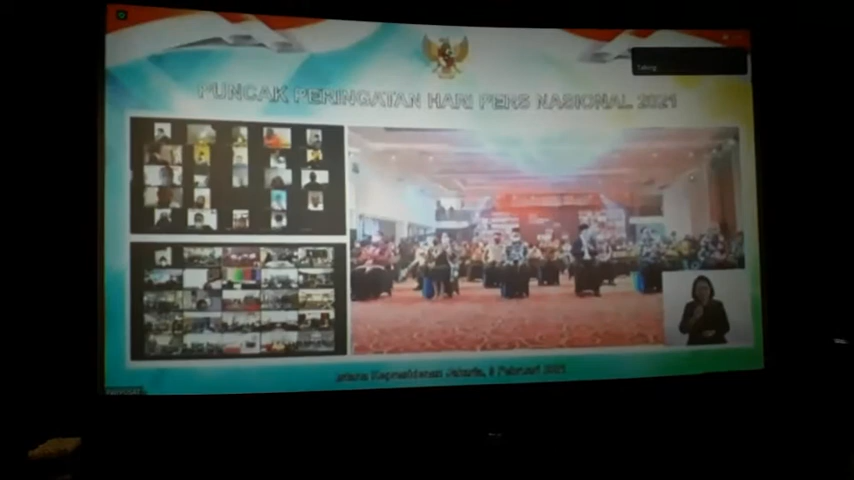 PUNCAK PERINGATAN HARI PERS NASIONAL 2021
Istana Kepresidenan Jakarta, 9 Februari 2021